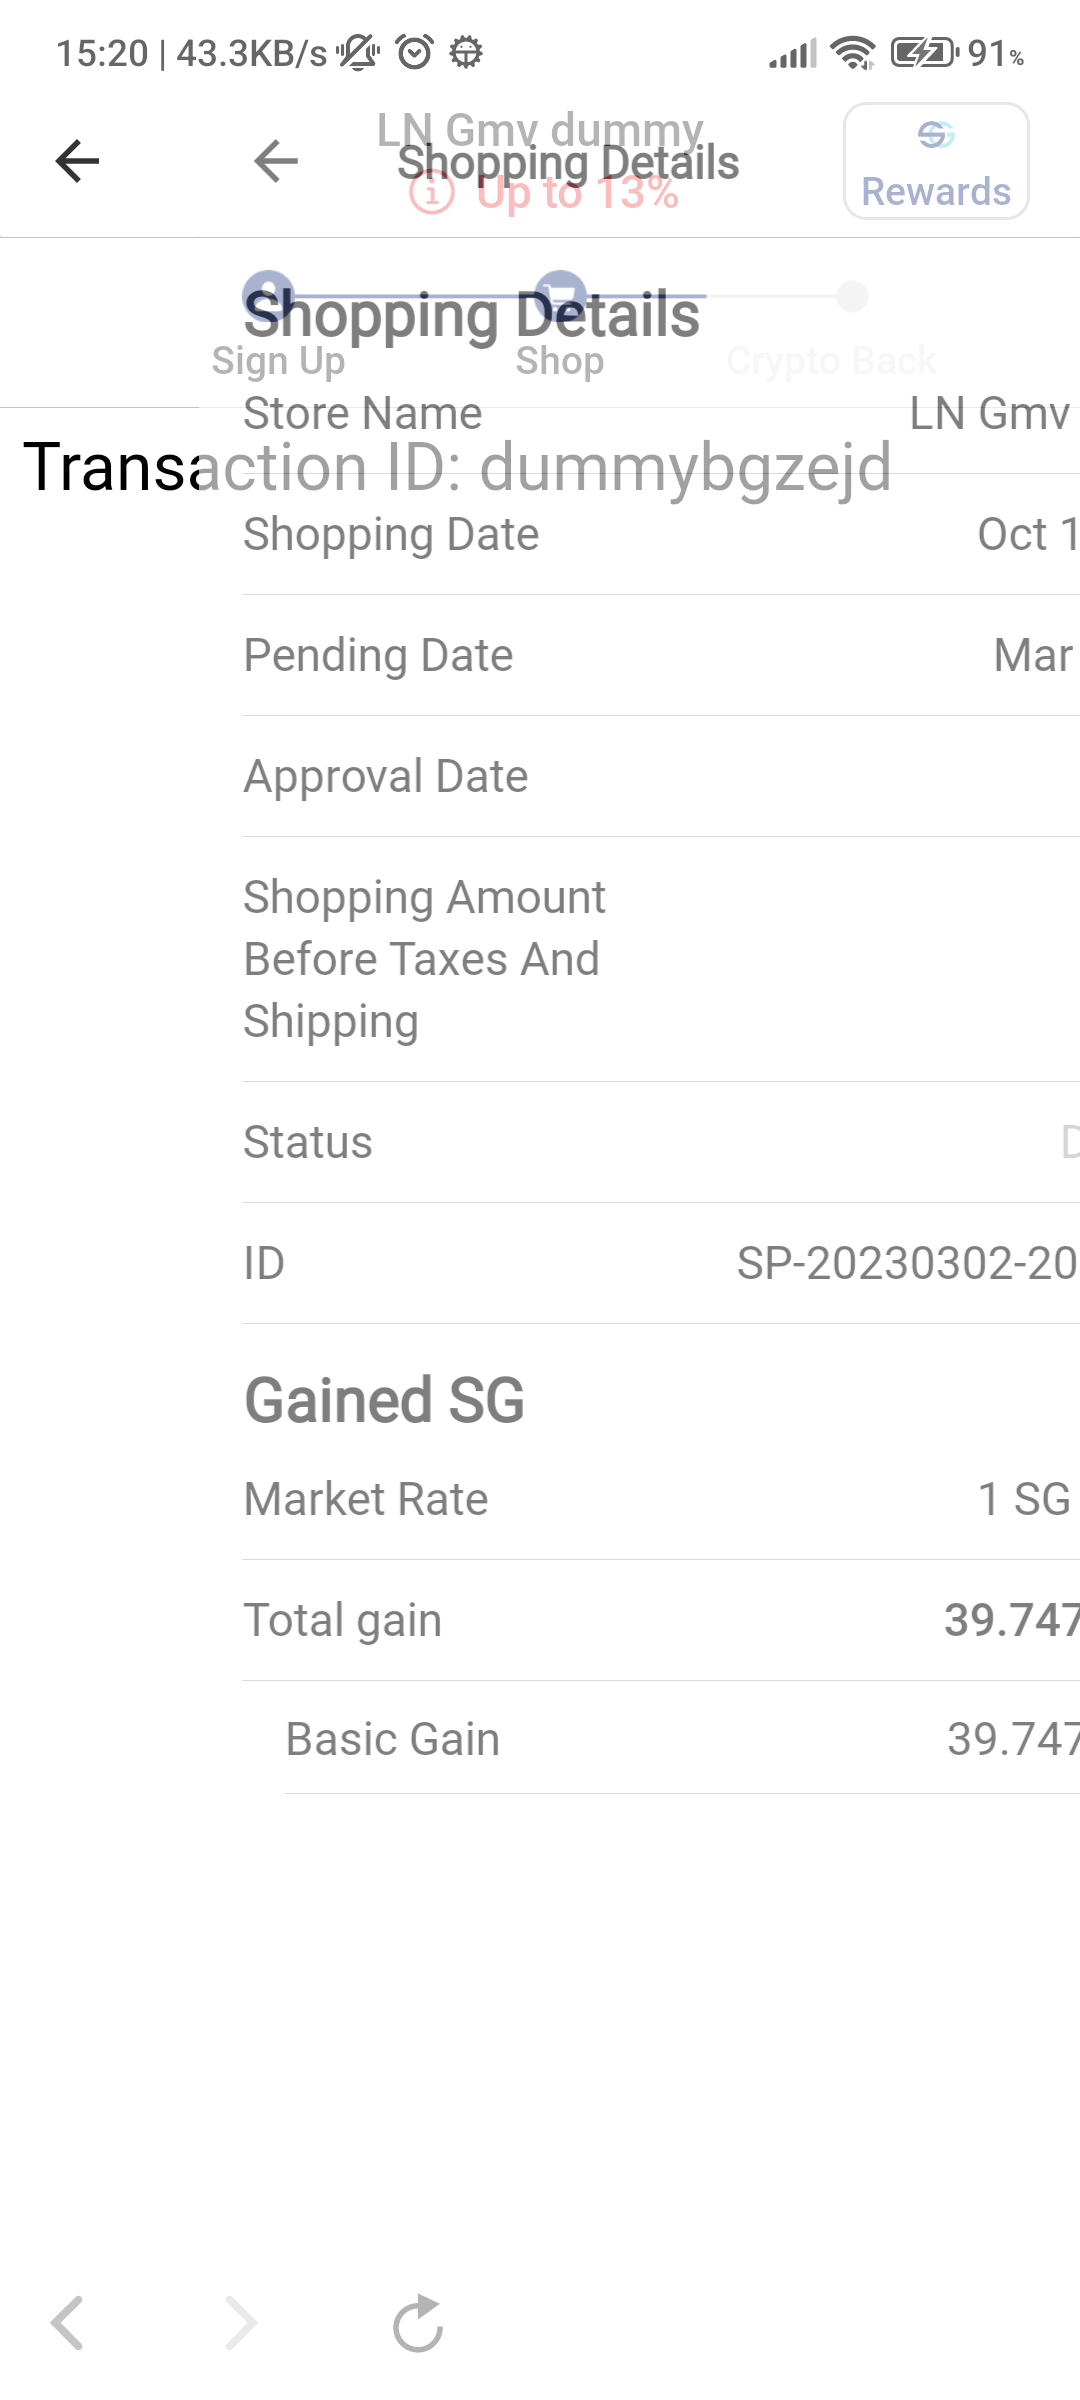 15:20 | 43.3KB/s 91%
LN Gmv dummy
Shopping Details
Up to 13%
Rewards
Shopping Details
Sign Up Shop Crypto Back
Store Name LN Gmv
Transaction ID: dummybgzejd
Shopping Date Oct 1
Pending Date Mar
Approval Date
Shopping Amount
Before Taxes And
Shipping
Status D
ID SP-20230302-20
Gained SG
Market Rate 1 SG
Total gain 39.747
Basic Gain 39.747